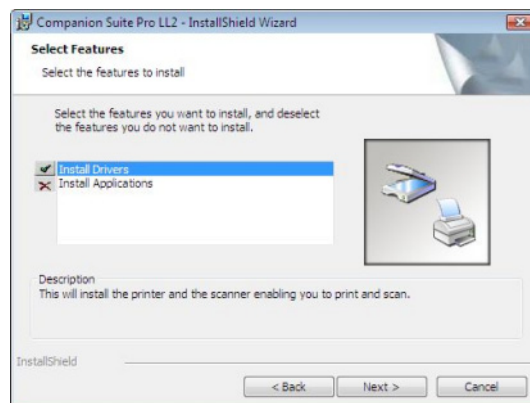 Companion Suite Pro LL2 - InstallShield Wizard
Select Features
Select the features to install
Select the features you want to install, and deselect
the features you do not want to install.
Install Drivers
Install Applications
Description
This will install the printer and the scanner enabling you to print and scan.
InstallShield
< Back
Next >
Cancel